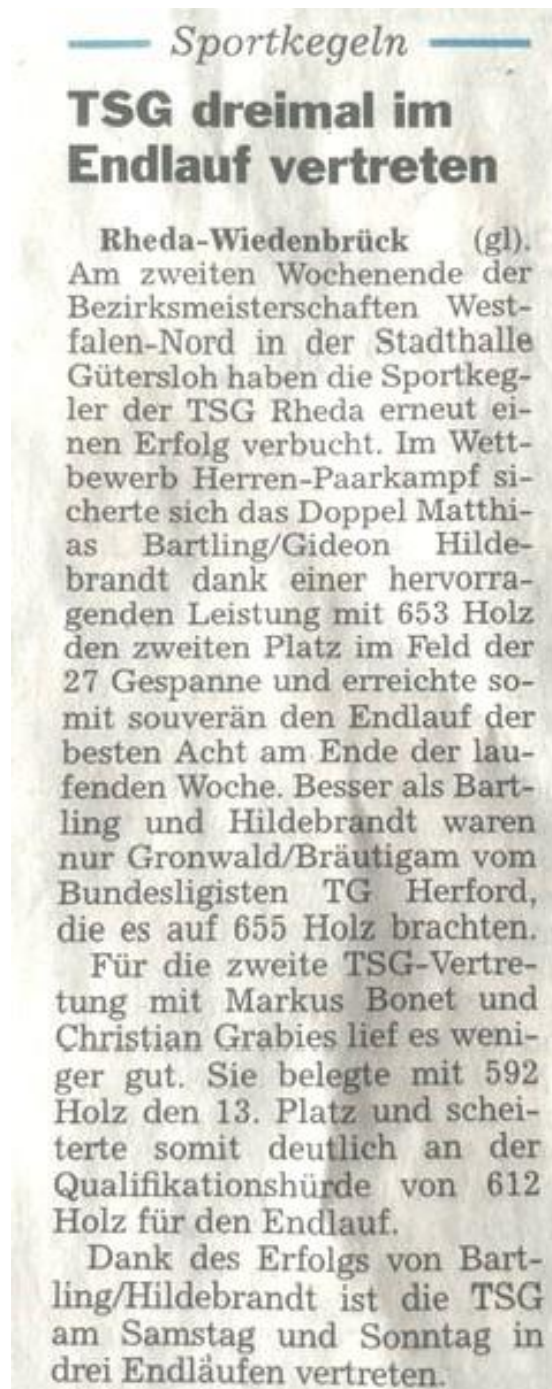 Sportkegeln
TSG dreimal im
Endlauf vertreten
Rheda-Wiedenbrück (gl).
Am zweiten Wochenende der
Bezirksmeisterschaften West-
falen-Nord in der Stadthalle
Gütersloh haben die Sportkeg-
ler der TSG Rheda erneut ei-
nen Erfolg verbucht. Im Wett-
bewerb Herren-Paarkampf si-
cherte sich das Doppel Matthi-
as Bartling/Gideon Hilde-
brandt dank einer hervorra-
genden Leistung mit 653 Holz
den zweiten Platz im Feld der
27 Gespanne und erreichte so-
mit souverän den Endlauf der
besten Acht am Ende der lau-
fenden Woche. Besser als Bart-
ling und Hildebrandt waren
nur Gronwald/Bräutigam vom
Bundesligisten TG Herford,
die es auf 655 Holz brachten.
Für die zweite TSG-Vertre-
tung mit Markus Bonet und
Christian Grabies lief es weni-
ger gut. Sie belegte mit 592
Holz den 13. Platz und schei-
terte somit deutlich an der
Qualifikationshürde von 612
Holz für den Endlauf.
Dank des Erfolgs von Bart-
ling/Hildebrandt ist die TSG
am Samstag und Sonntag in
drei Endläufen vertreten.